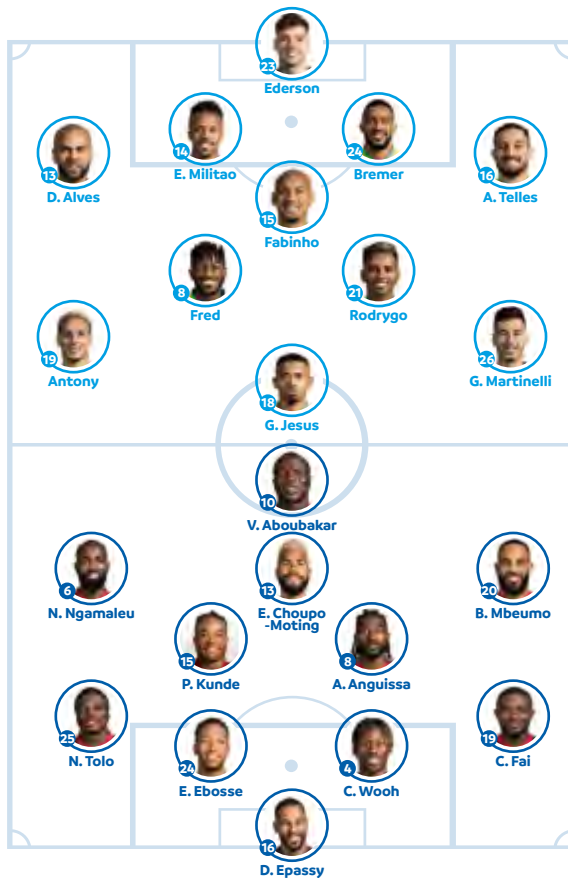 23
Ederson
14
E. Militao
24
Bremer
13
D. Alves
16
A. Telles
15
Fabinho
8
Fred
21
Rodrygo
19
Antony
26
G. Martinelli
18
G. Jesus
10
V. Aboubakar
6
N. Ngamaleu
13
E. Choupo
-Moting
20
B. Mbeumo
15
P. Kunde
8
A. Anguissa
25
N. Tolo
24
E. Ebosse
4
C. Wooh
19
C. Fai
16
D. Epassy